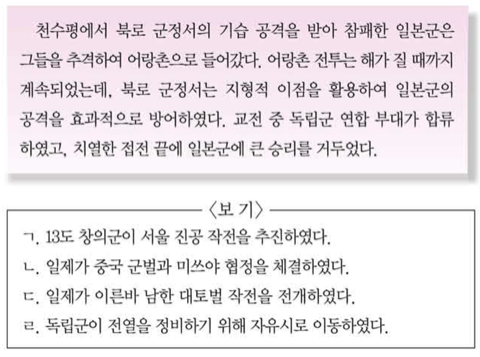 천수평에서 북로 군정서의 기습 공격을 받아 참패한 일본군은
그들을 추격하여 어랑촌으로 들어갔다. 어랑촌 전투는 해가 질 때까지
계속되었는데, 북로 군정서는 지형적 이점을 활용하여 일본군의
공격을 효과적으로 방어하였다. 교전 중 독립군 연합 부대가 합류
하였고, 치열한 접전 끝에 일본군에 큰 승리를 거두었다.
〈보 기〉
ㄱ. 13도 창의군이 서울 진공 작전을 추진하였다.
ㄴ. 일제가 중국 군벌과 미쓰야 협정을 체결하였다.
ㄷ. 일제가 이른바 남한 대토벌 작전을 전개하였다.
ㄹ. 독립군이 전열을 정비하기 위해 자유시로 이동하였다.